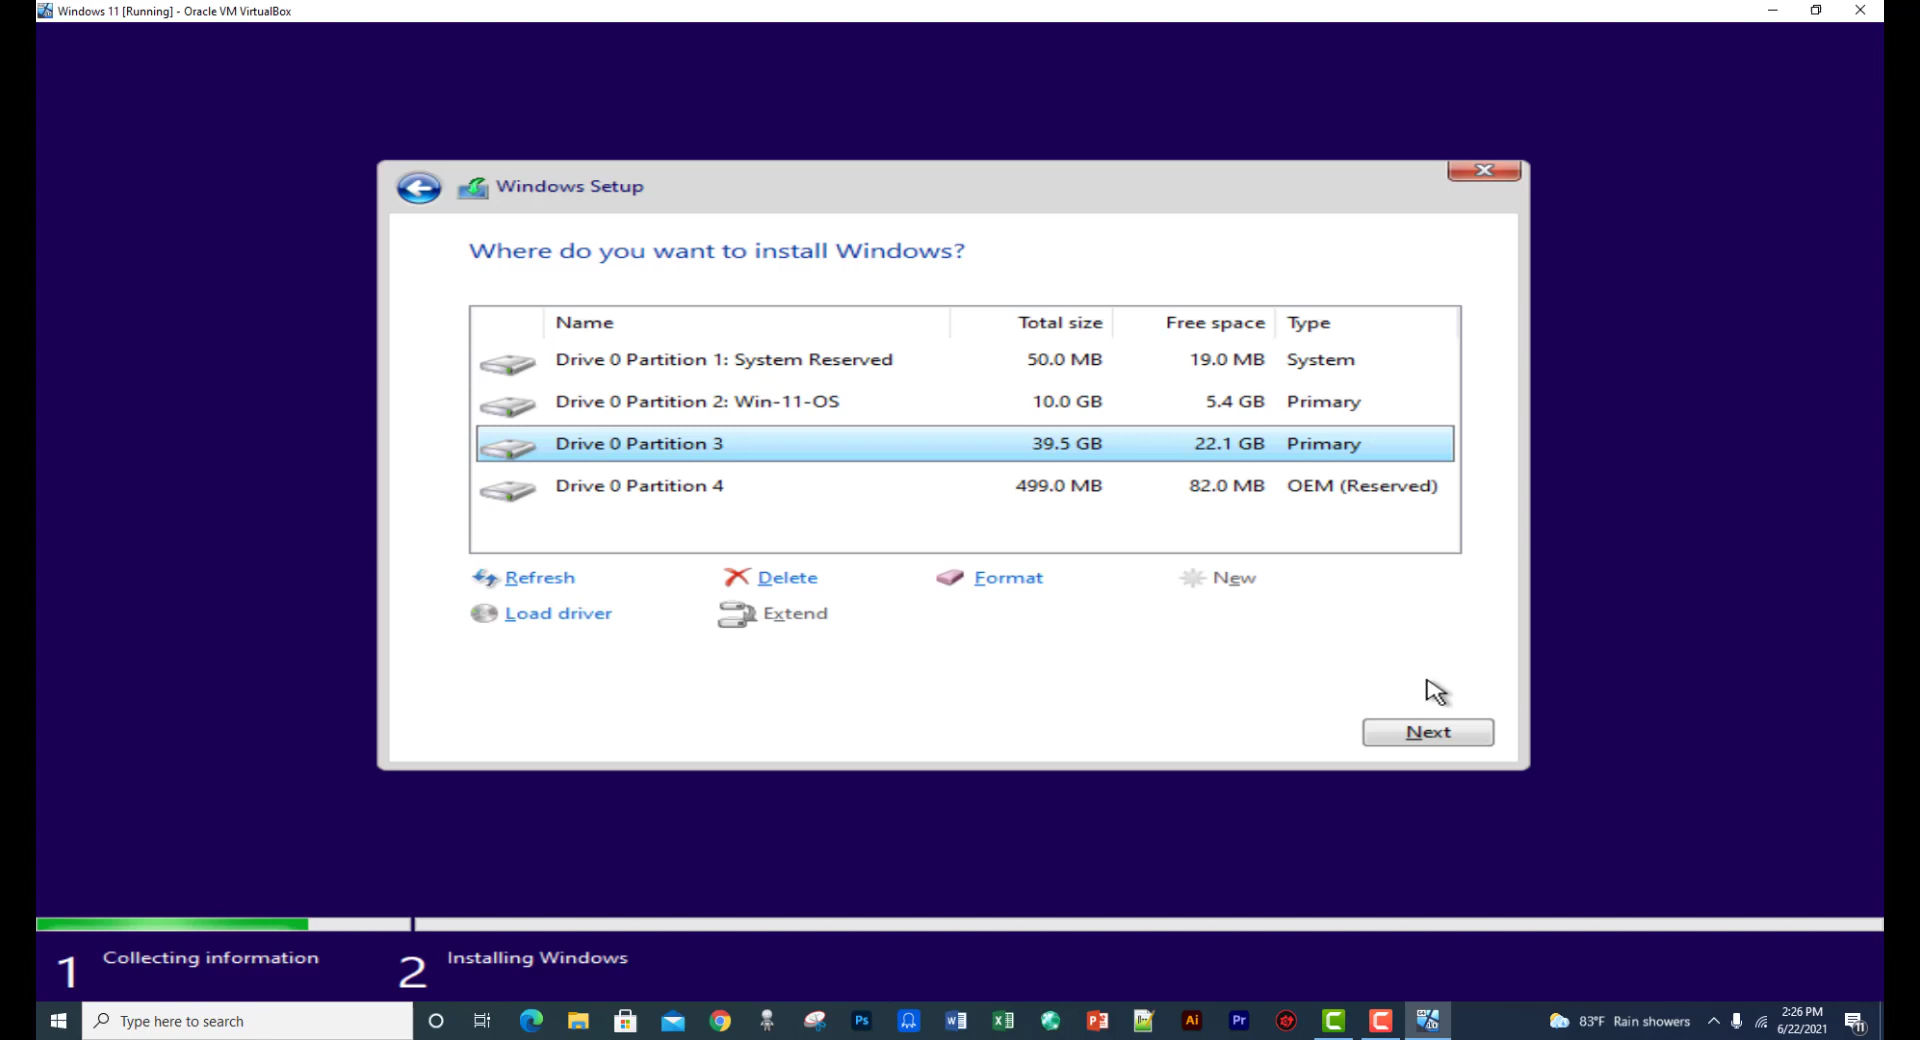 Windows 11 [Running] - Oracle VM VirtualBox
Windows Setup
Where do you want to install Windows?
Name Total size Free space Type
Drive 0 Partition 1: System Reserved 50.0 MB 19.0 MB System
Drive 0 Partition 2: Win-11-OS 10.0 GB 5.4 GB Primary
Drive 0 Partition 3 39.5 GB 22.1 GB Primary
Drive 0 Partition 4 499.0 MB 82.0 MB OEM (Reserved)
Refresh Delete Format New
Load driver Extend
Next
1 Collecting information 2 Installing Windows
Type here to search Ps Ai Pr 83°F Rain showers 2:26 PM
6/22/2021 11